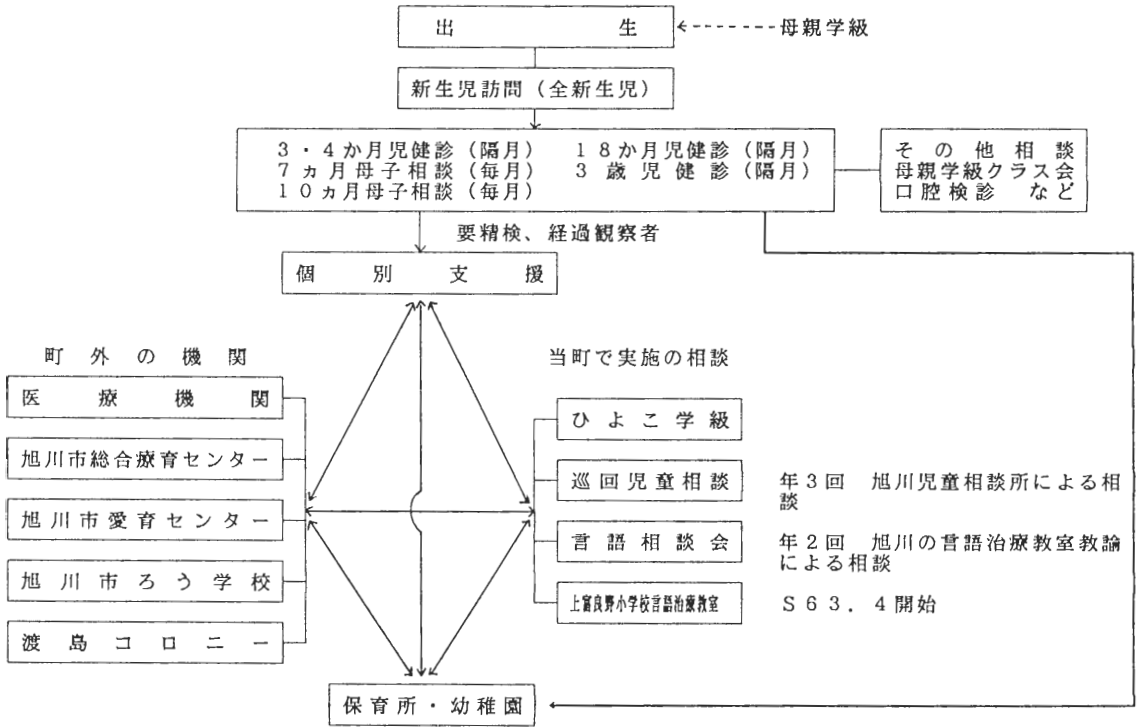 出生
母親学級
新生児訪問（全新生児）
3・4か月児健診（隔月）
18か月児健診（隔月）
7ヵ月母子相談（毎月）
3歳児健診（隔月）
10ヵ月母子相談（毎月）
その他相談
母親学級クラス会
口腔検診 など
要精検、経過観察者
個別支援
町外の機関
医療機関
旭川市総合療育センター
旭川市愛育センター
旭川市ろう学校
渡島コロニー
当町で実施の相談
ひよこ学級
巡回児童相談
年3回 旭川児童相談所による相
談
言語相談会
年2回 旭川の言語治療教室教諭
による相談
上富良野小学校言語治療教室
S63.4開始
保育所・幼稚園